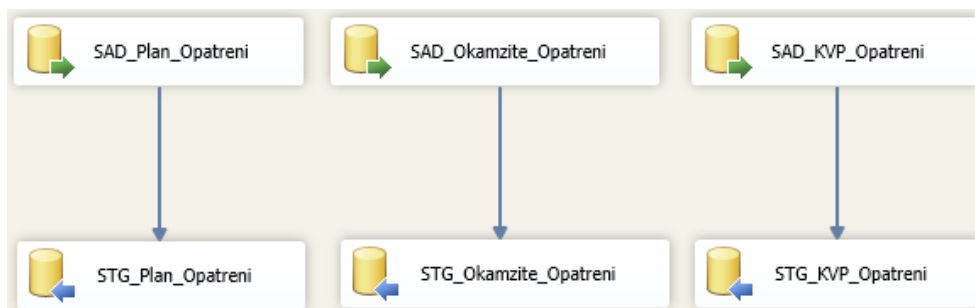 SAD_Plan_Opatreni
SAD_Okamzite_Opatreni
SAD_KVP_Opatreni
STG_Plan_Opatreni
STG_Okamzite_Opatreni
STG_KVP_Opatreni